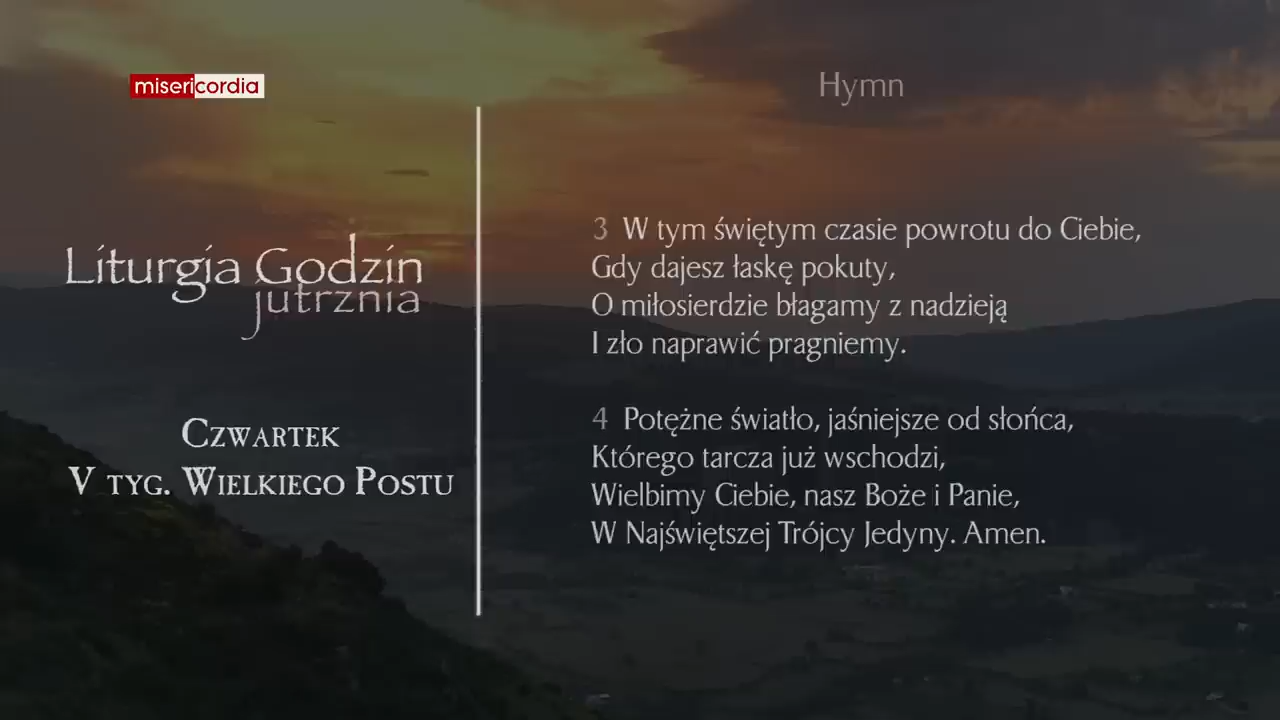 misericordia
Liturgia Godzin
jutrznia
Czwartek
V tyg. Wielkiego Postu
Hymn
3 W tym świętym czasie powrotu do Ciebie,
Gdy dajesz łaskę pokuty,
O miłosierdzie błagamy z nadzieją
I zło naprawić pragniemy.
4 Potężne światło, jaśniejsze od słońca,
Którego tarcza już wschodzi,
Wielbimy Ciebie, nasz Boże i Panie,
W Najświętszej Trójcy Jedyny. Amen.